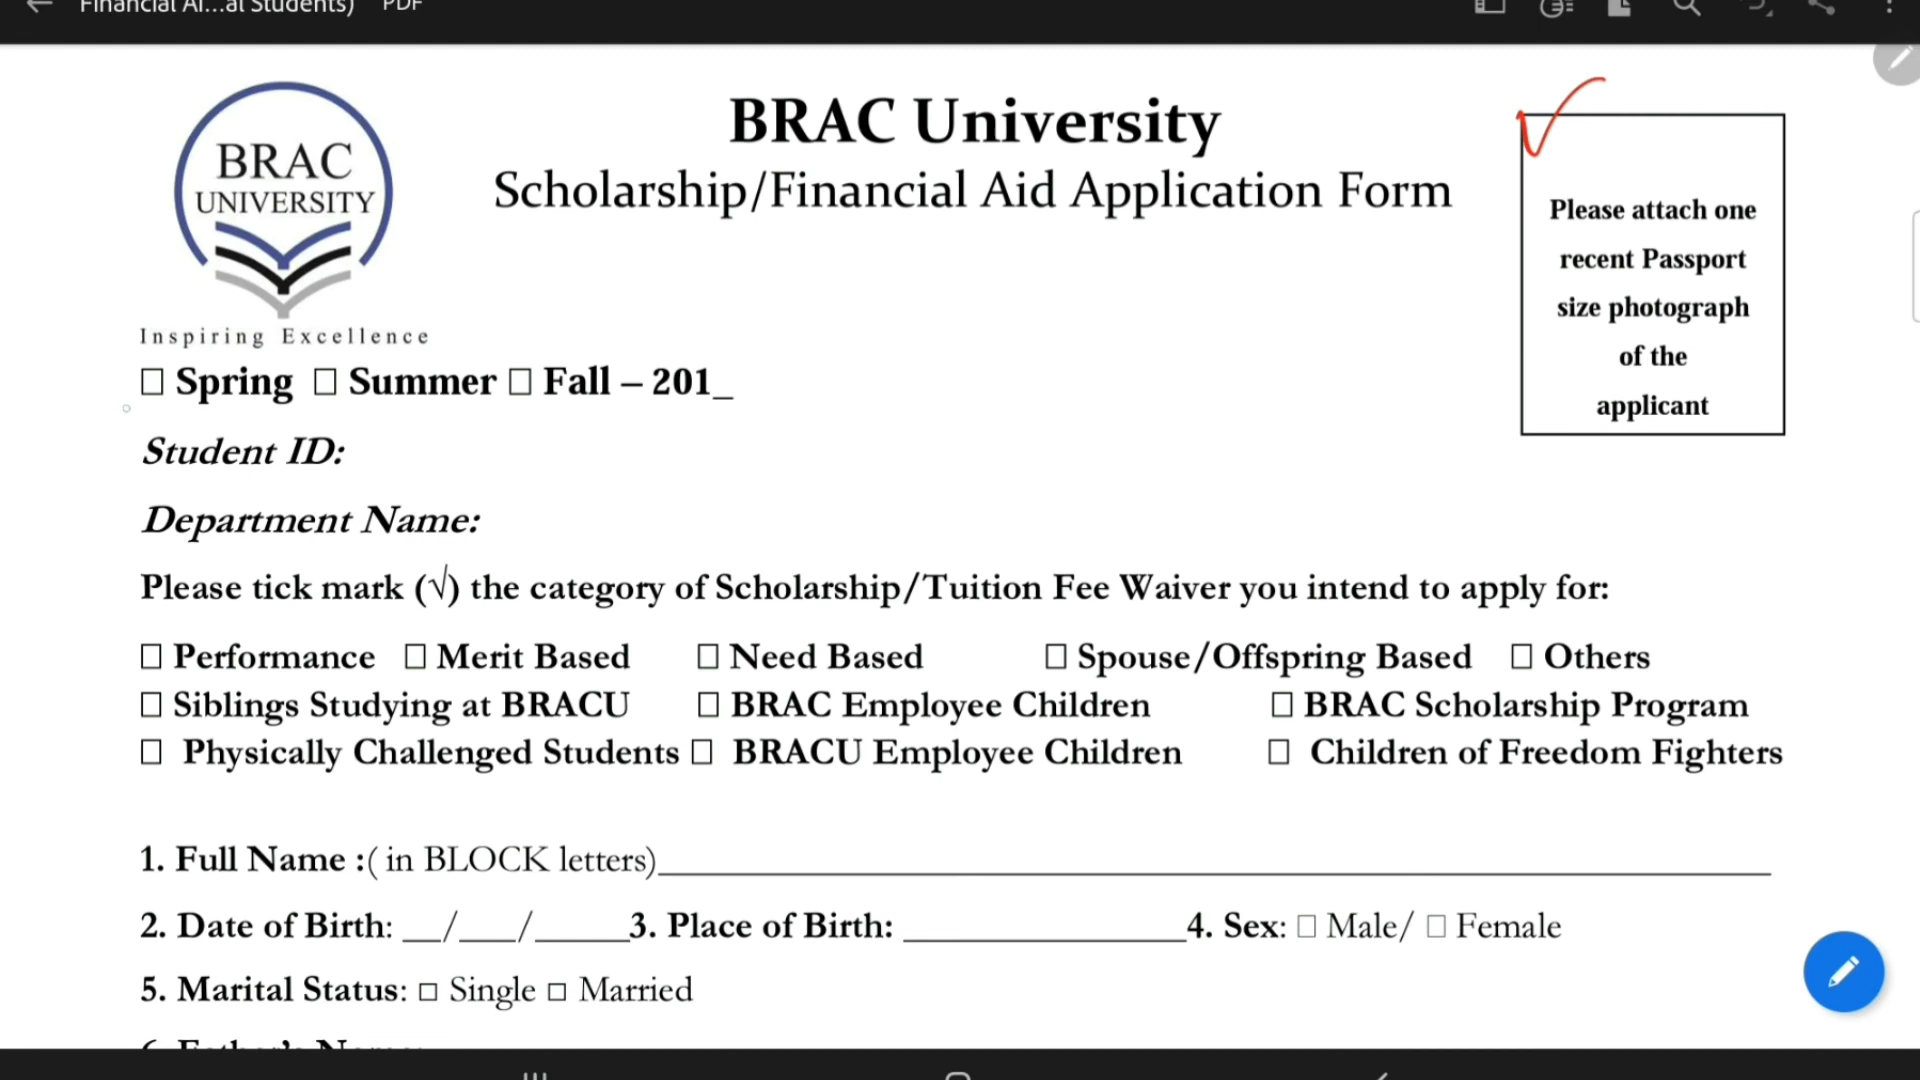 Financial Al...al Students) PDF
BRAC
UNIVERSITY
Inspiring Excellence
BRAC University
Scholarship/Financial Aid Application Form
Please attach one
recent Passport
size photograph
of the
applicant
☐ Spring ☐ Summer ☐ Fall – 201_
Student ID:
Department Name:
Please tick mark (√) the category of Scholarship/Tuition Fee Waiver you intend to apply for:
☐ Performance ☐ Merit Based ☐ Need Based ☐ Spouse/Offspring Based ☐ Others
☐ Siblings Studying at BRACU ☐ BRAC Employee Children ☐ BRAC Scholarship Program
☐ Physically Challenged Students ☐ BRACU Employee Children ☐ Children of Freedom Fighters
1. Full Name :( in BLOCK letters)______________________________
2. Date of Birth: __/___/_____3. Place of Birth: _______________4. Sex: ☐ Male/ ☐ Female
5. Marital Status: ☐ Single ☐ Married
6. Father's Name: